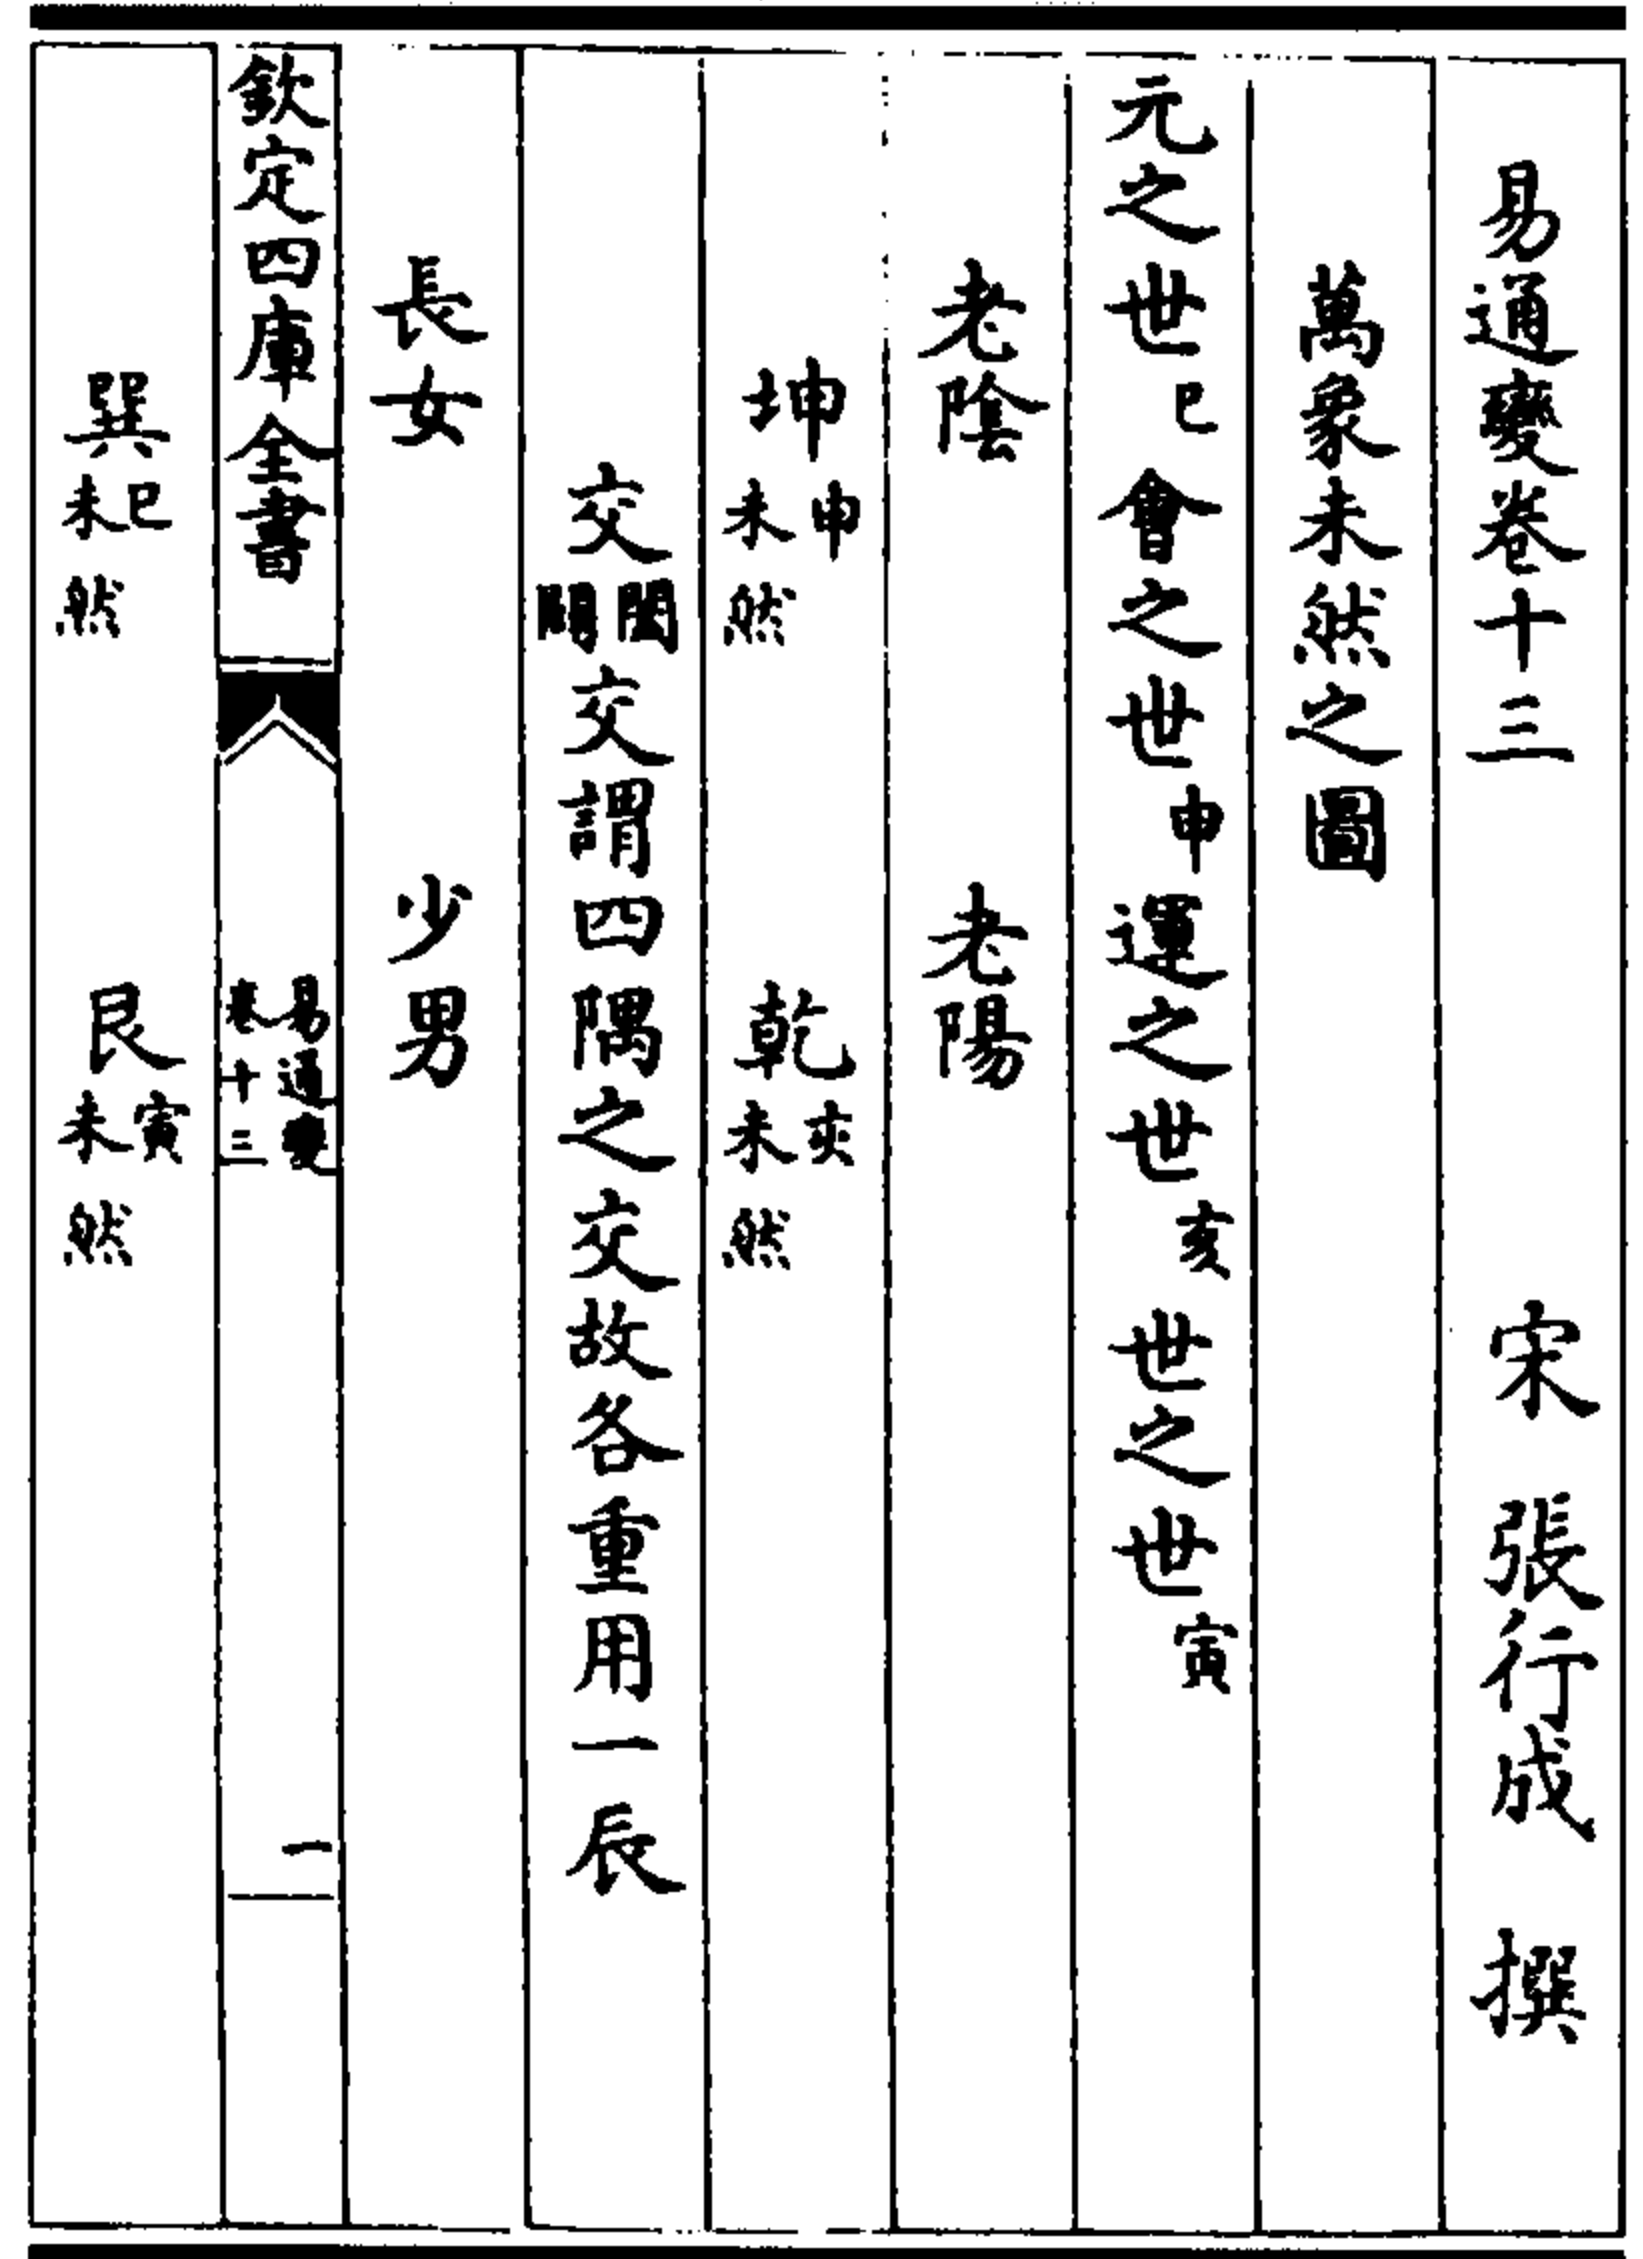 易通變卷十三 宋 張行成 撰
萬象未然之圖
元之世巳會之世申運之世亥世之世寅
老陰 老陽
坤申未然 乾亥未然
交闔闢交謂四隅之交故各重用一辰
長女 少男
欽定四庫全書 易通變卷十三 一
巽巳未然 艮寅未然